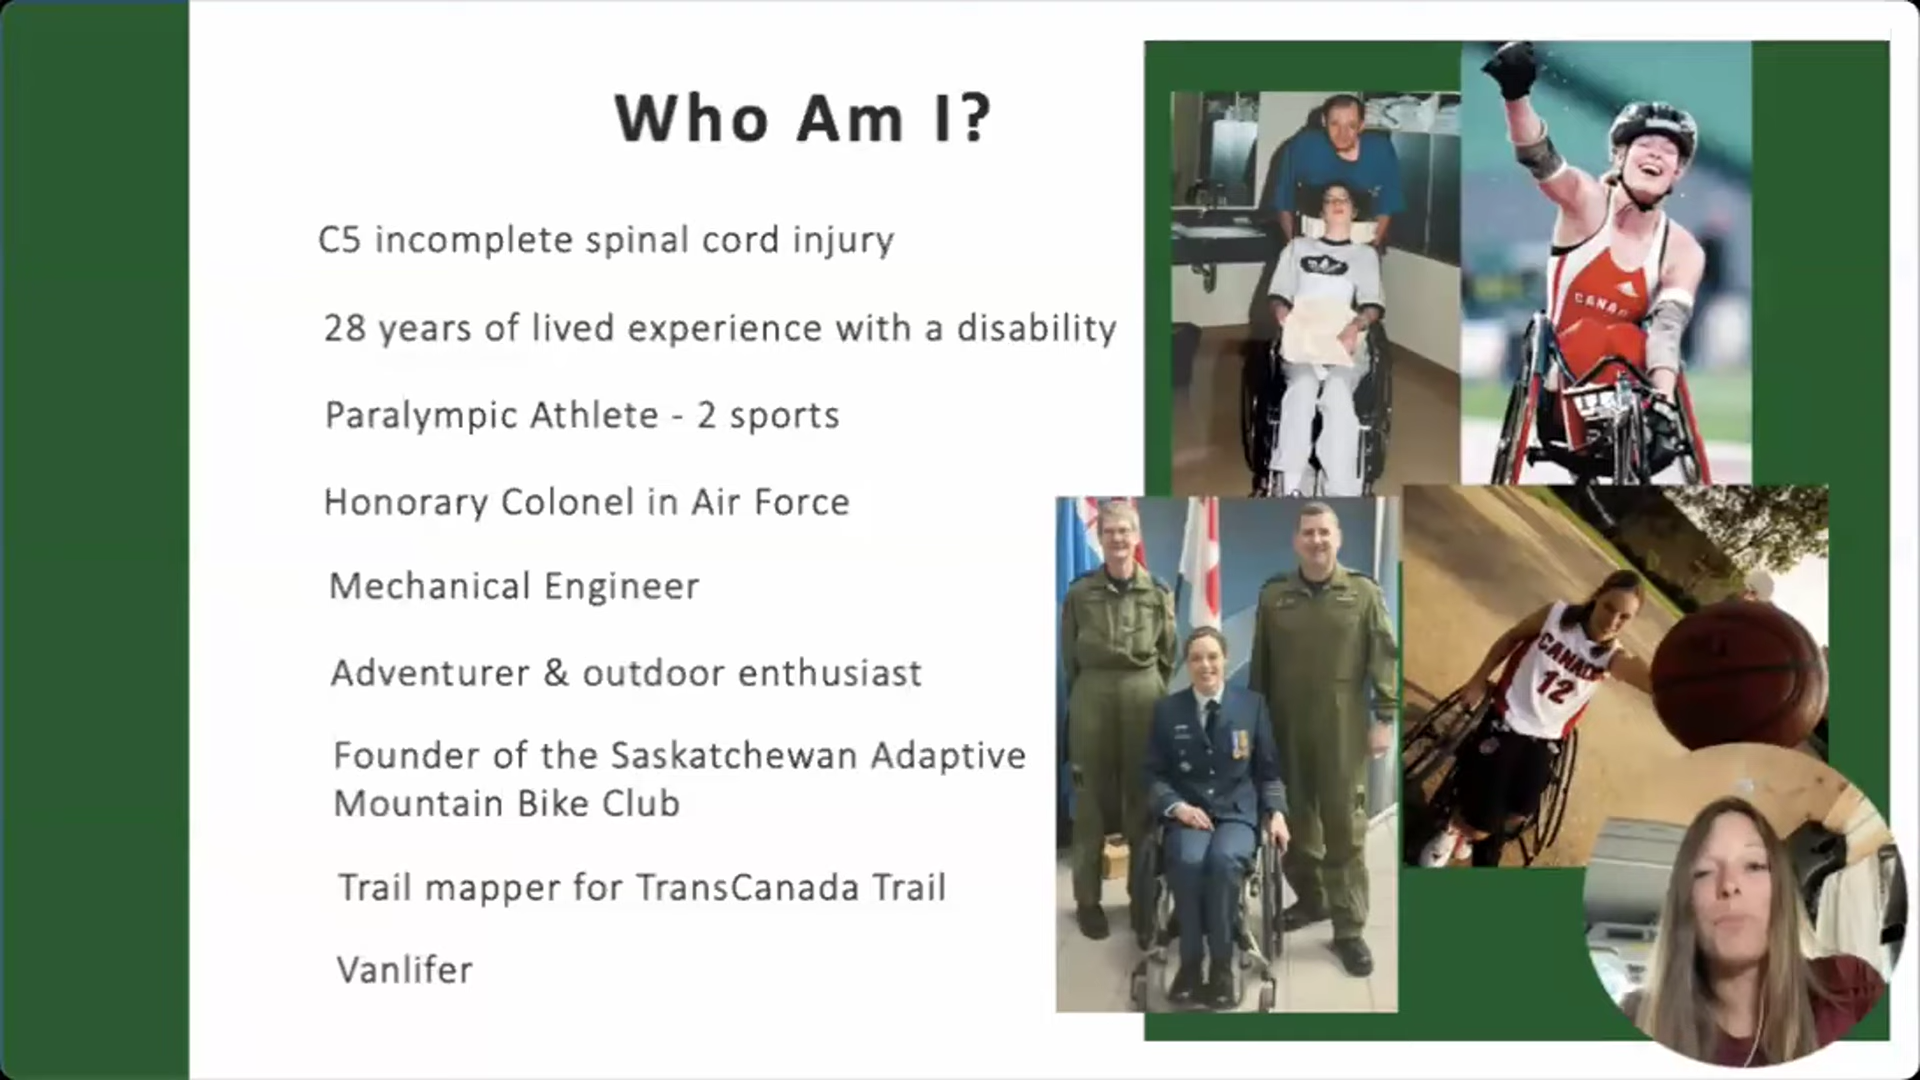 Who Am I?
C5 incomplete spinal cord injury
28 years of lived experience with a disability
Paralympic Athlete - 2 sports
Honorary Colonel in Air Force
Mechanical Engineer
Adventurer & outdoor enthusiast
Founder of the Saskatchewan Adaptive
Mountain Bike Club
Trail mapper for TransCanada Trail
Vanlifer
CANADA
12